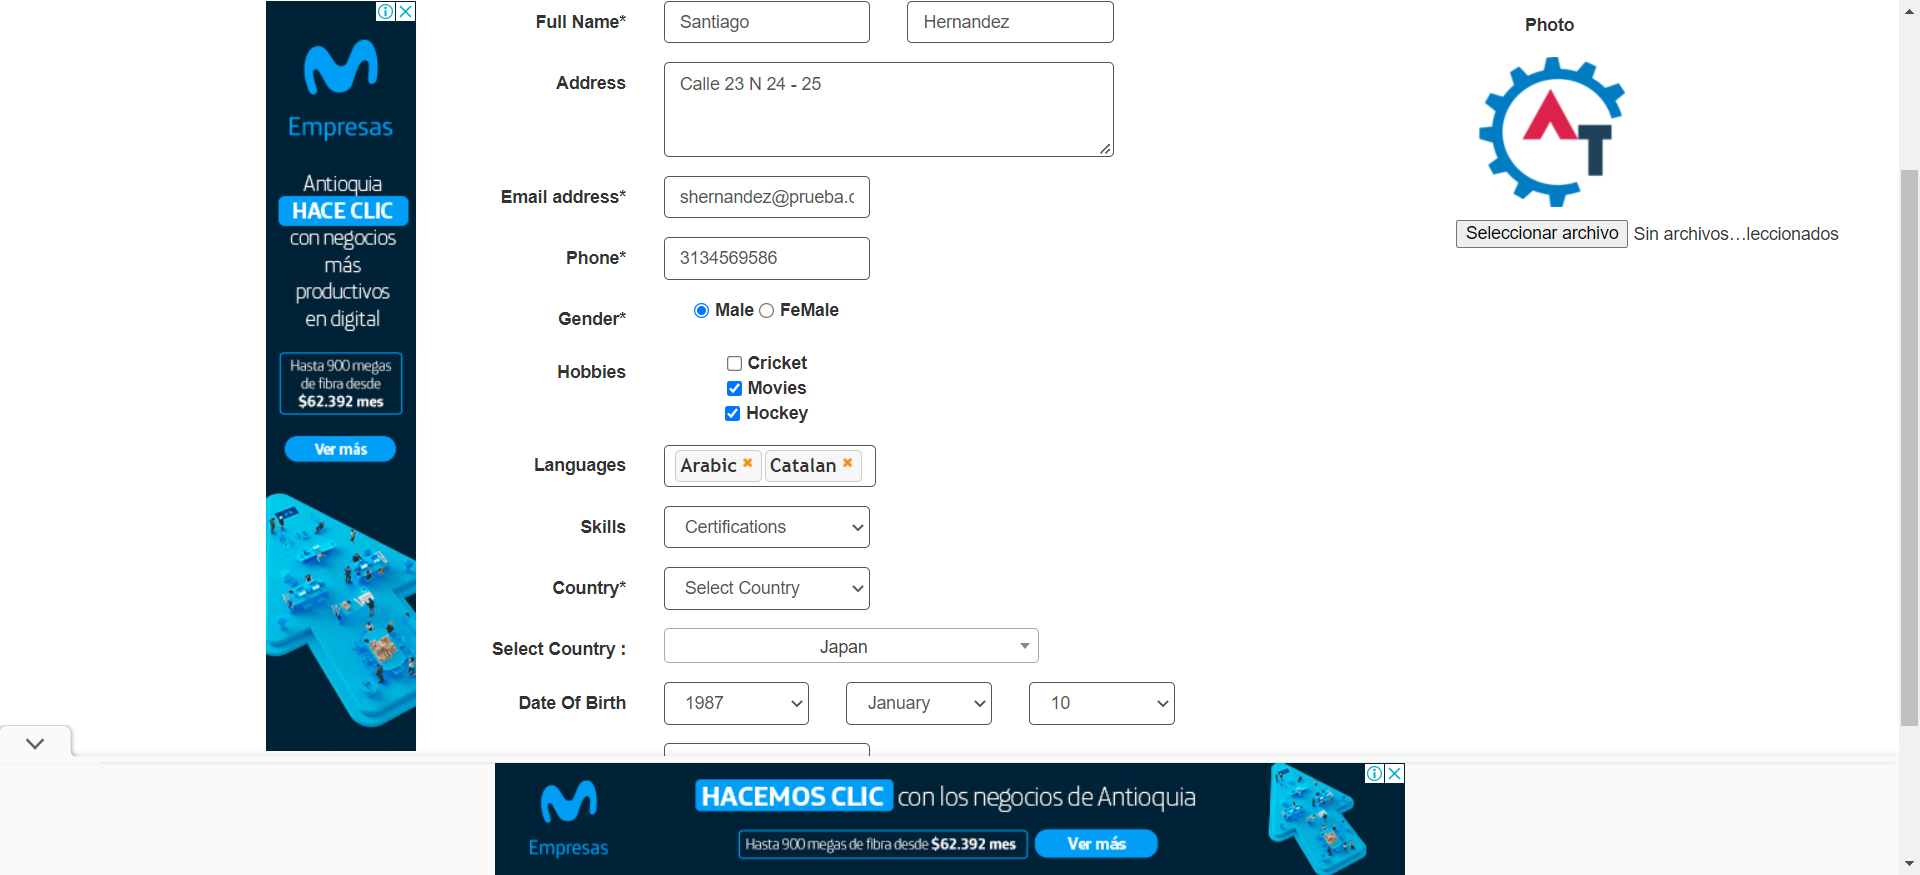 Empresas
Antioquia
HACE CLIC
con negocios
más
productivos
en digital
Hasta 900 megas
de fibra desde
$62.392 mes
Ver más
Full Name*
Santiago
Hernandez
Address
Calle 23 N 24 - 25
Email address*
shernandez@prueba.c
Phone*
3134569586
Gender*
Male
FeMale
Hobbies
Cricket
Movies
Hockey
Languages
Arabic
Catalan
Skills
Certifications
Country*
Select Country
Select Country :
Japan
Date Of Birth
1987
January
10
Photo
AT
Seleccionar archivo
Sin archivos...leccionados
Empresas
HACEMOS CLIC con los negocios de Antioquia
Hasta 900 megas de fibra desde $62.392 mes
Ver más